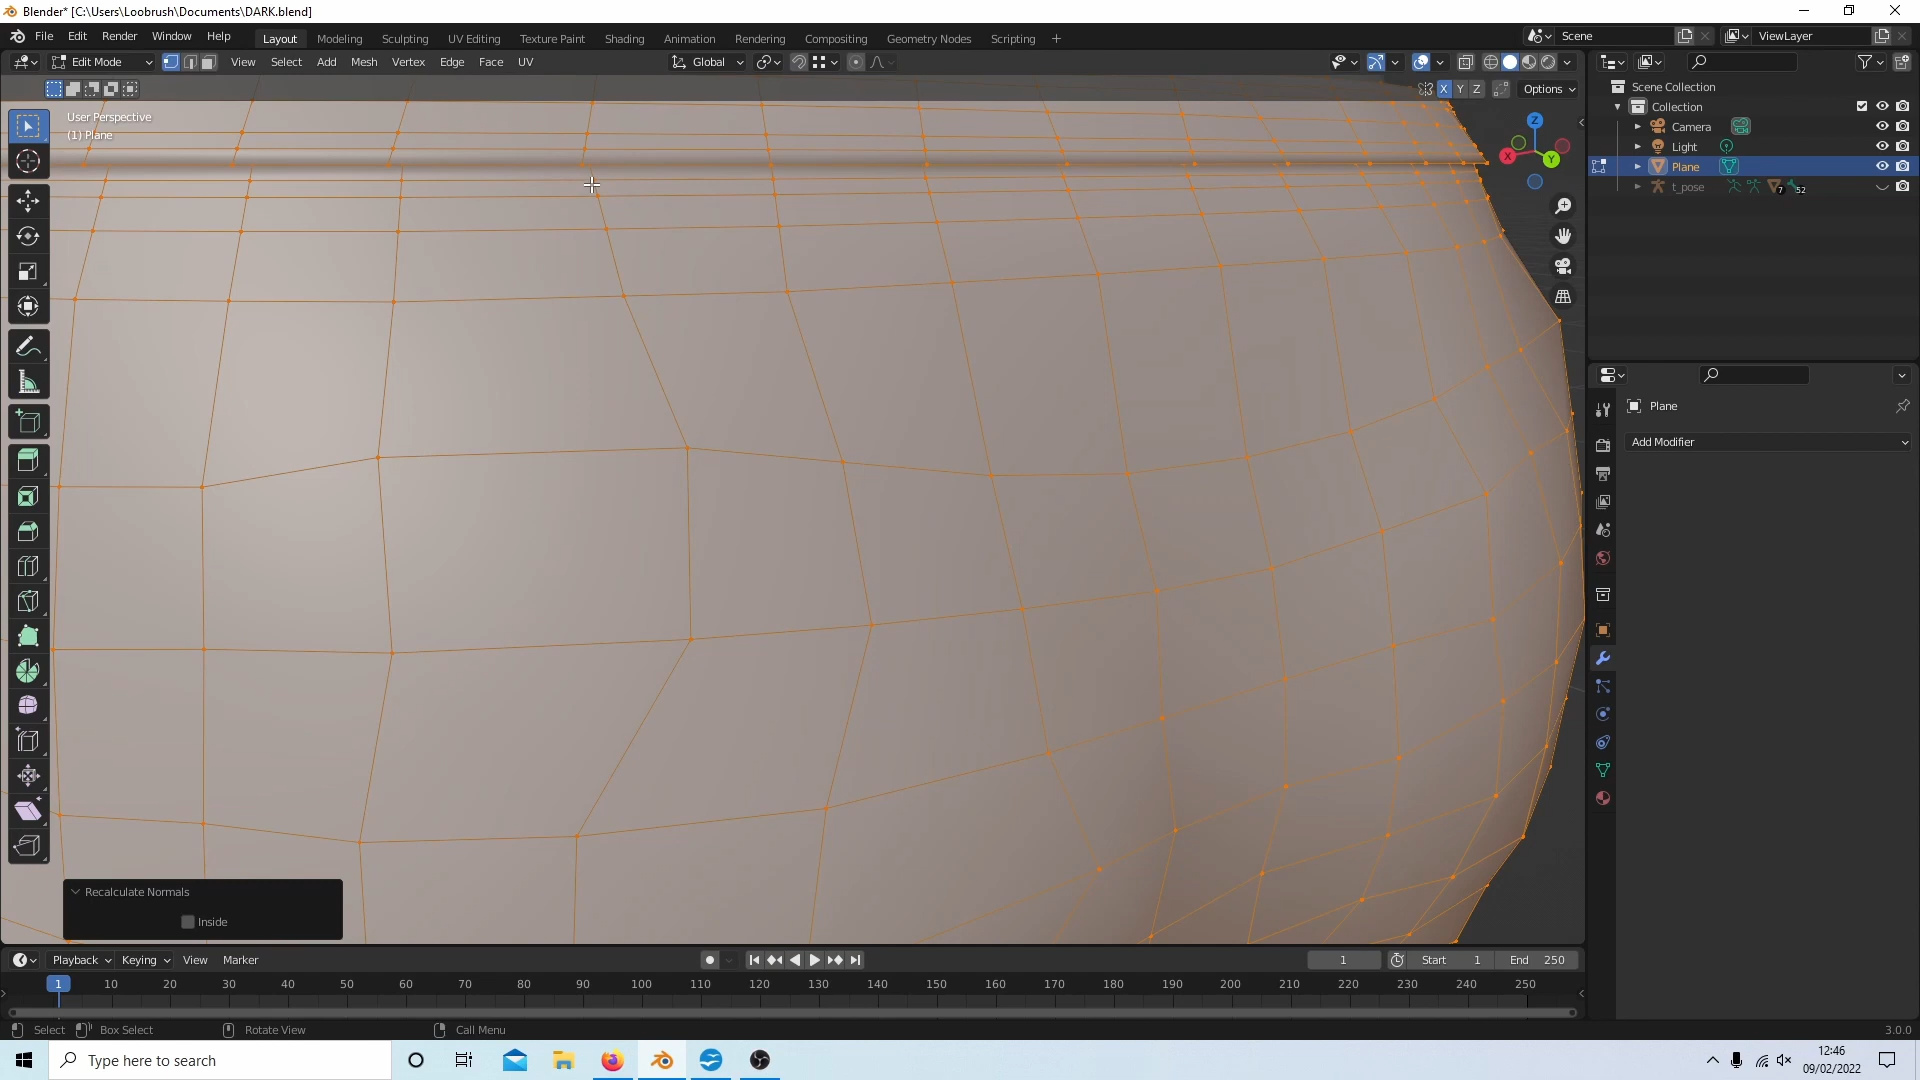 Blender* [C:\Users\Loobrush\Documents\DARK.blend]
File Edit Render Window Help Layout Modeling Sculpting UV Editing Texture Paint Shading Animation Rendering Compositing Geometry Nodes Scripting + Scene ViewLayer
Edit Mode View Select Add Mesh Vertex Edge Face UV Global
X Y Z Options
User Perspective
(1) Plane
Z
X
Y
Scene Collection
Collection
Camera
Light
Plane
t_pose 7 52
Plane
Add Modifier
Recalculate Normals
Inside
Playback Keying View Marker 1 Start 1 End 250
1 10 20 30 40 50 60 70 80 90 100 110 120 130 140 150 160 170 180 190 200 210 220 230 240 250
Select Box Select Rotate View Call Menu 3.0.0
Type here to search
12:46
09/02/2022